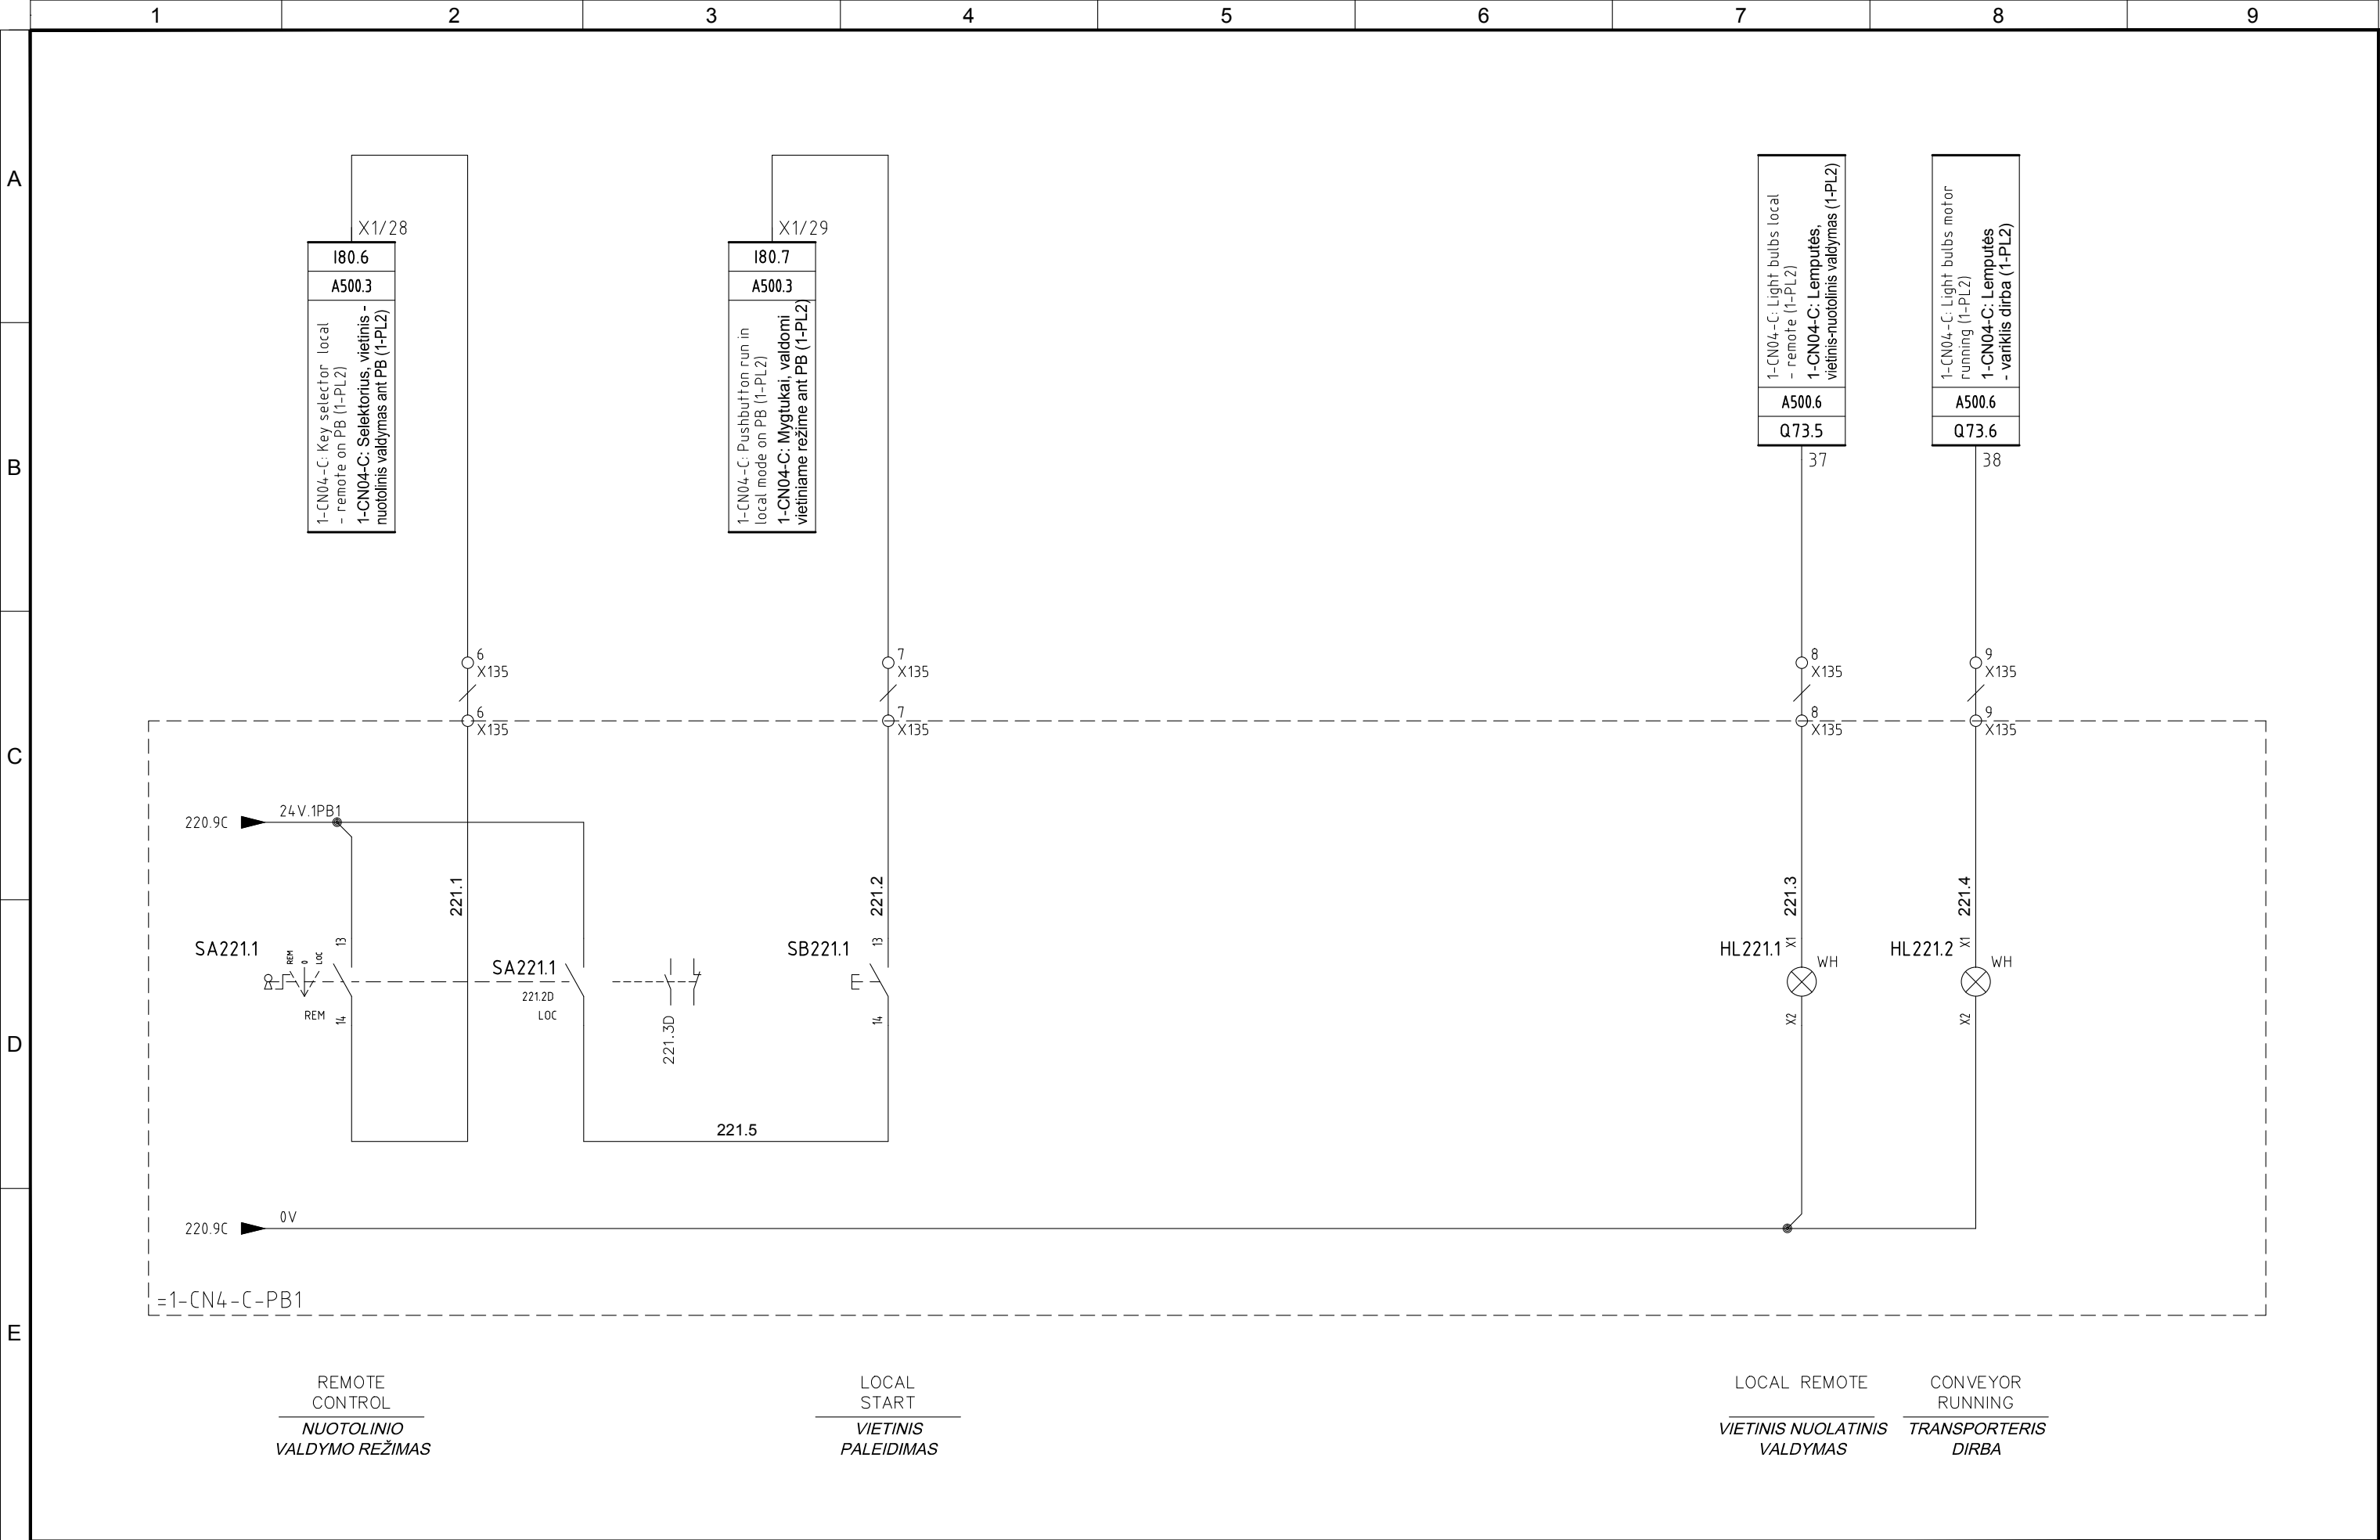 1 2 3 4 5 6 7 8 9
A
B
C
D
E
X1/28
I80.6
A500.3
1-CN04-C: Key selector local
- remote on PB (1-PL2)
1-CN04-C: Selektorius, vietinis -
nuotolinis valdymas ant PB (1-PL2)
X1/29
I80.7
A500.3
1-CN04-C: Pushbutton run in
local mode on PB (1-PL2)
1-CN04-C: Mygtukai, valdomi
vietiniame režime ant PB (1-PL2)
1-CN04-C: Light bulbs local
- remote (1-PL2)
1-CN04-C: Lemputės,
vietinis-nuotolinis valdymas (1-PL2)
A500.6
Q73.5
37
1-CN04-C: Light bulbs motor
running (1-PL2)
1-CN04-C: Lemputės
- variklis dirba (1-PL2)
A500.6
Q73.6
38
6
X135
7
X135
8
X135
9
X135
6
X135
7
X135
8
X135
9
X135
220.9C
24V.1PB1
221.1
221.2
221.3
221.4
SA221.1
REM
0
LOC
REM
13
14
SA221.1
221.2D
LOC
221.3D
SB221.1
13
14
HL221.1
X1
WH
X2
HL221.2
X1
WH
X2
221.5
220.9C
0V
=1-CN4-C-PB1
REMOTE
CONTROL
NUOTOLINIO
VALDYMO REŽIMAS
LOCAL
START
VIETINIS
PALEIDIMAS
LOCAL REMOTE
VIETINIS NUOLATINIS
VALDYMAS
CONVEYOR
RUNNING
TRANSPORTERIS
DIRBA